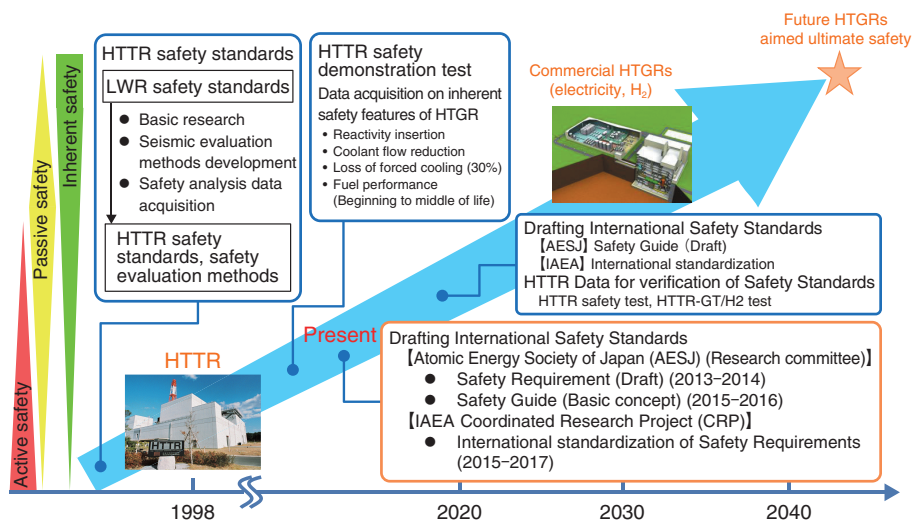 Future HTGRs
aimed ultimate safety
HTTR safety standards
LWR safety standards
● Basic research
● Seismic evaluation
methods development
● Safety analysis data
acquisition
HTTR safety
standards, safety
evaluation methods
HTTR safety
demonstration test
Data acquisition on inherent
safety features of HTGR
• Reactivity insertion
• Coolant flow reduction
• Loss of forced cooling (30%)
• Fuel performance
(Beginning to middle of life)
Commercial HTGRs
(electricity, H₂)
Active safety
Passive safety
Inherent safety
Drafting International Safety Standards
【AESJ】 Safety Guide (Draft)
【IAEA】 International standardization
HTTR Data for verification of Safety Standards
HTTR safety test, HTTR-GT/H2 test
Present
HTTR
HTTR
Drafting International Safety Standards
【Atomic Energy Society of Japan (AESJ) (Research committee)】
● Safety Requirement (Draft) (2013–2014)
● Safety Guide (Basic concept) (2015–2016)
【IAEA Coordinated Research Project (CRP)】
● International standardization of Safety Requirements
(2015–2017)
1998
2020
2030
2040